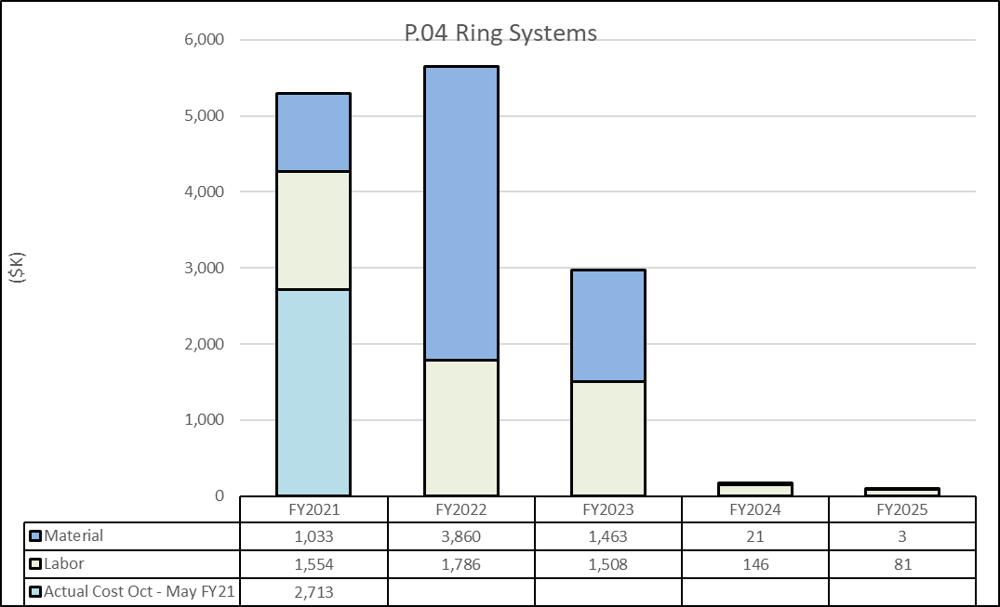 P.04 Ring Systems
6,000
5,000
4,000
3,000
2,000
1,000
0
($K)
FY2021 FY2022 FY2023 FY2024 FY2025
Material 1,033 3,860 1,463 21 3
Labor 1,554 1,786 1,508 146 81
Actual Cost Oct - May FY21 2,713